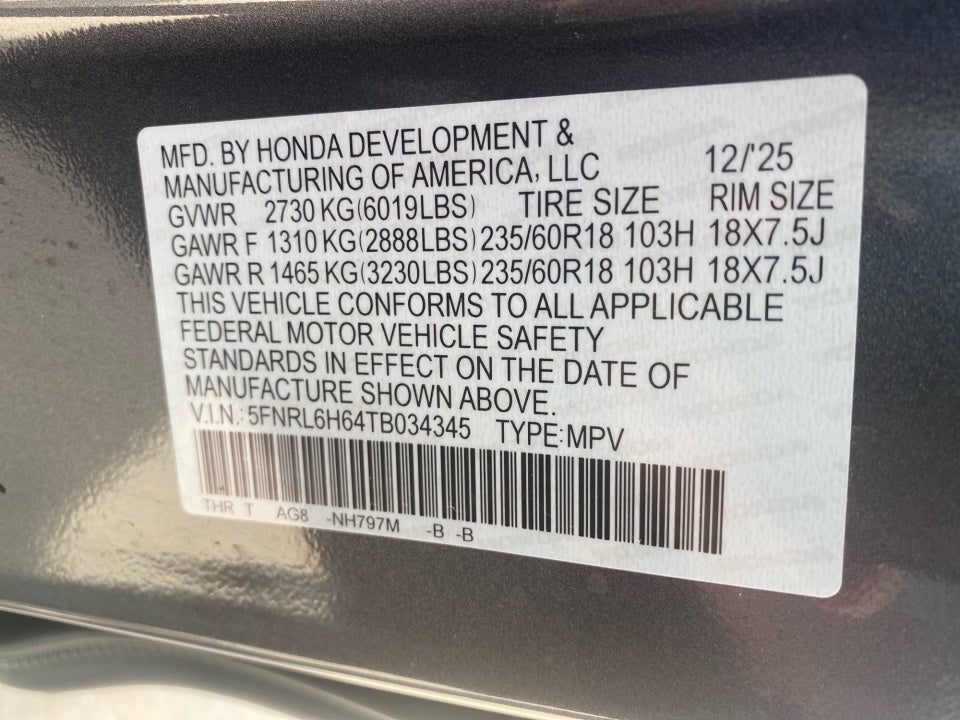 MFD. BY HONDA DEVELOPMENT &
MANUFACTURING OF AMERICA, LLC 12/'25
GVWR 2730 KG(6019LBS) TIRE SIZE RIM SIZE
GAWR F 1310 KG(2888LBS) 235/60R18 103H 18X7.5J
GAWR R 1465 KG(3230LBS) 235/60R18 103H 18X7.5J
THIS VEHICLE CONFORMS TO ALL APPLICABLE
FEDERAL MOTOR VEHICLE SAFETY
STANDARDS IN EFFECT ON THE DATE OF
MANUFACTURE SHOWN ABOVE.
V.I.N.: 5FNRL6H64TB034345 TYPE:MPV
THR T AG8 -NH797M -B -B